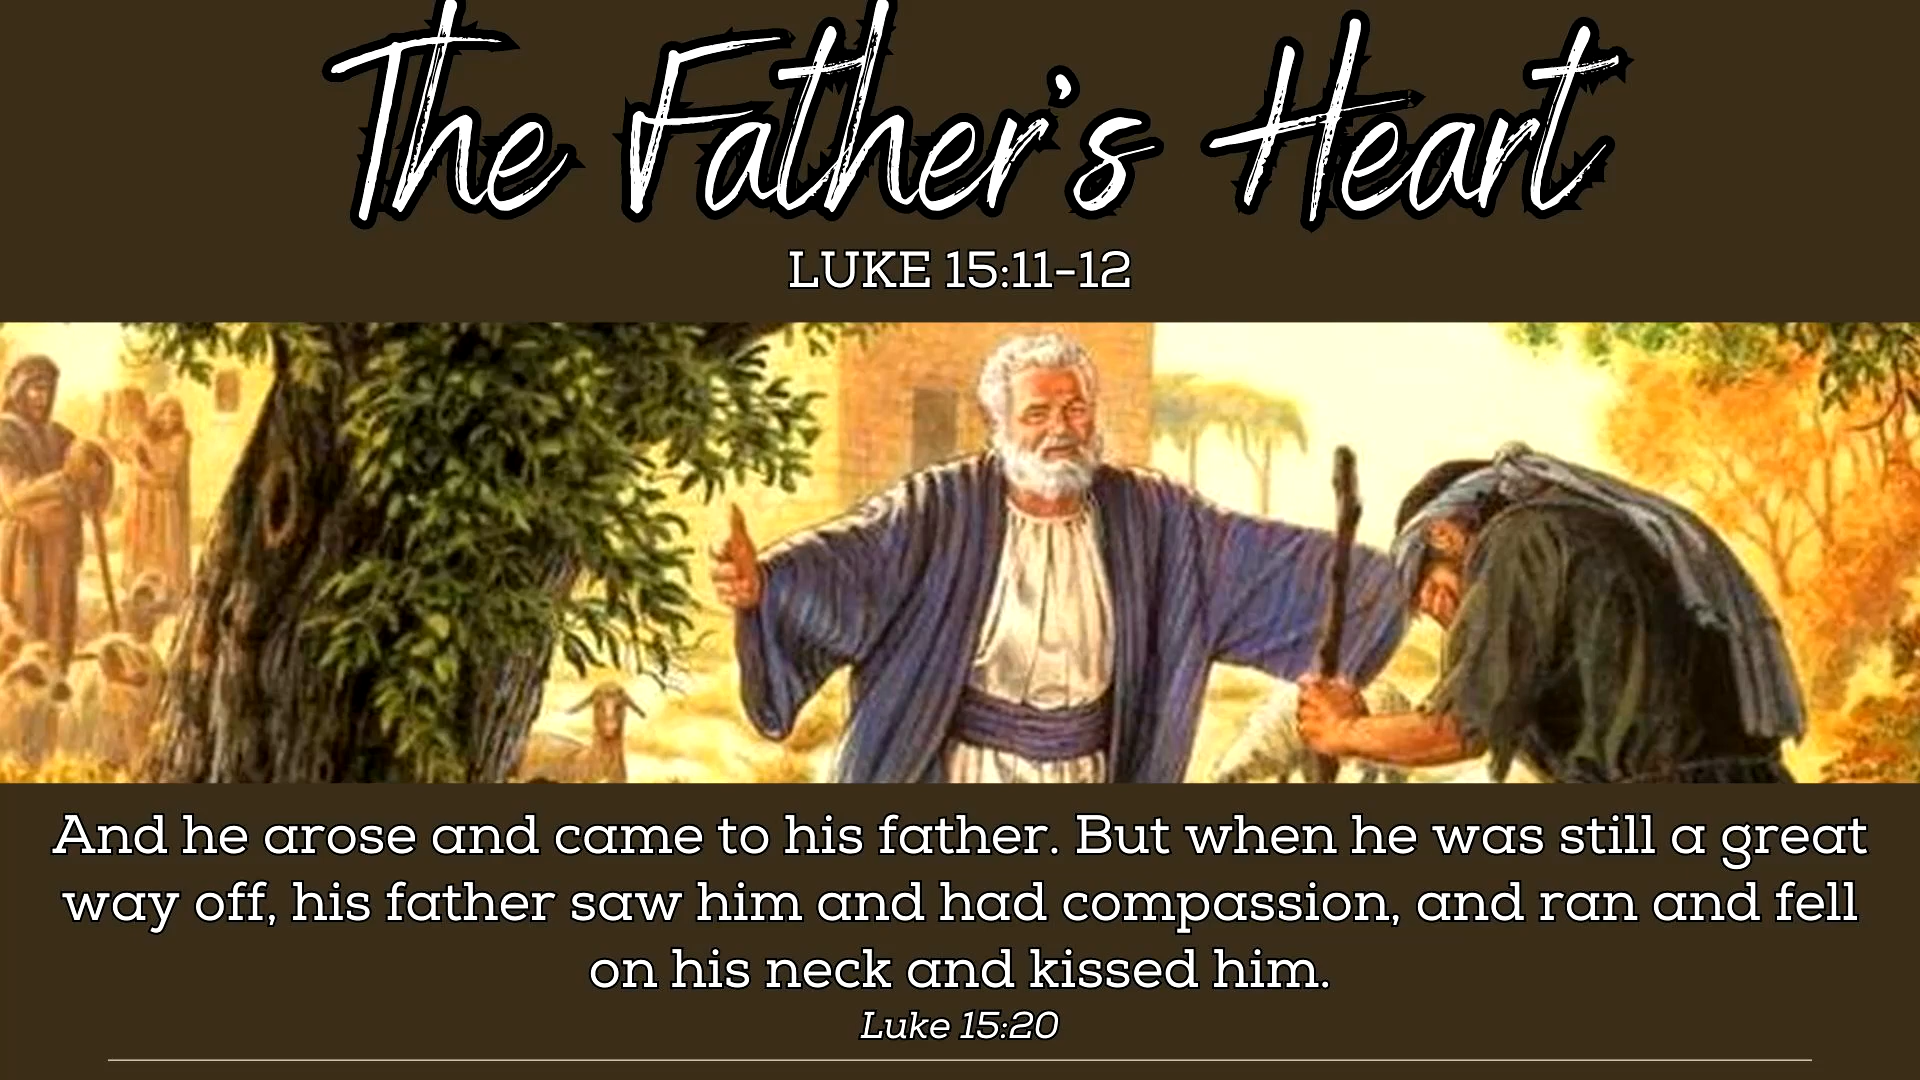 The Father's Heart
LUKE 15:11-12
And he arose and came to his father. But when he was still a great
way off, his father saw him and had compassion, and ran and fell
on his neck and kissed him.
Luke 15:20